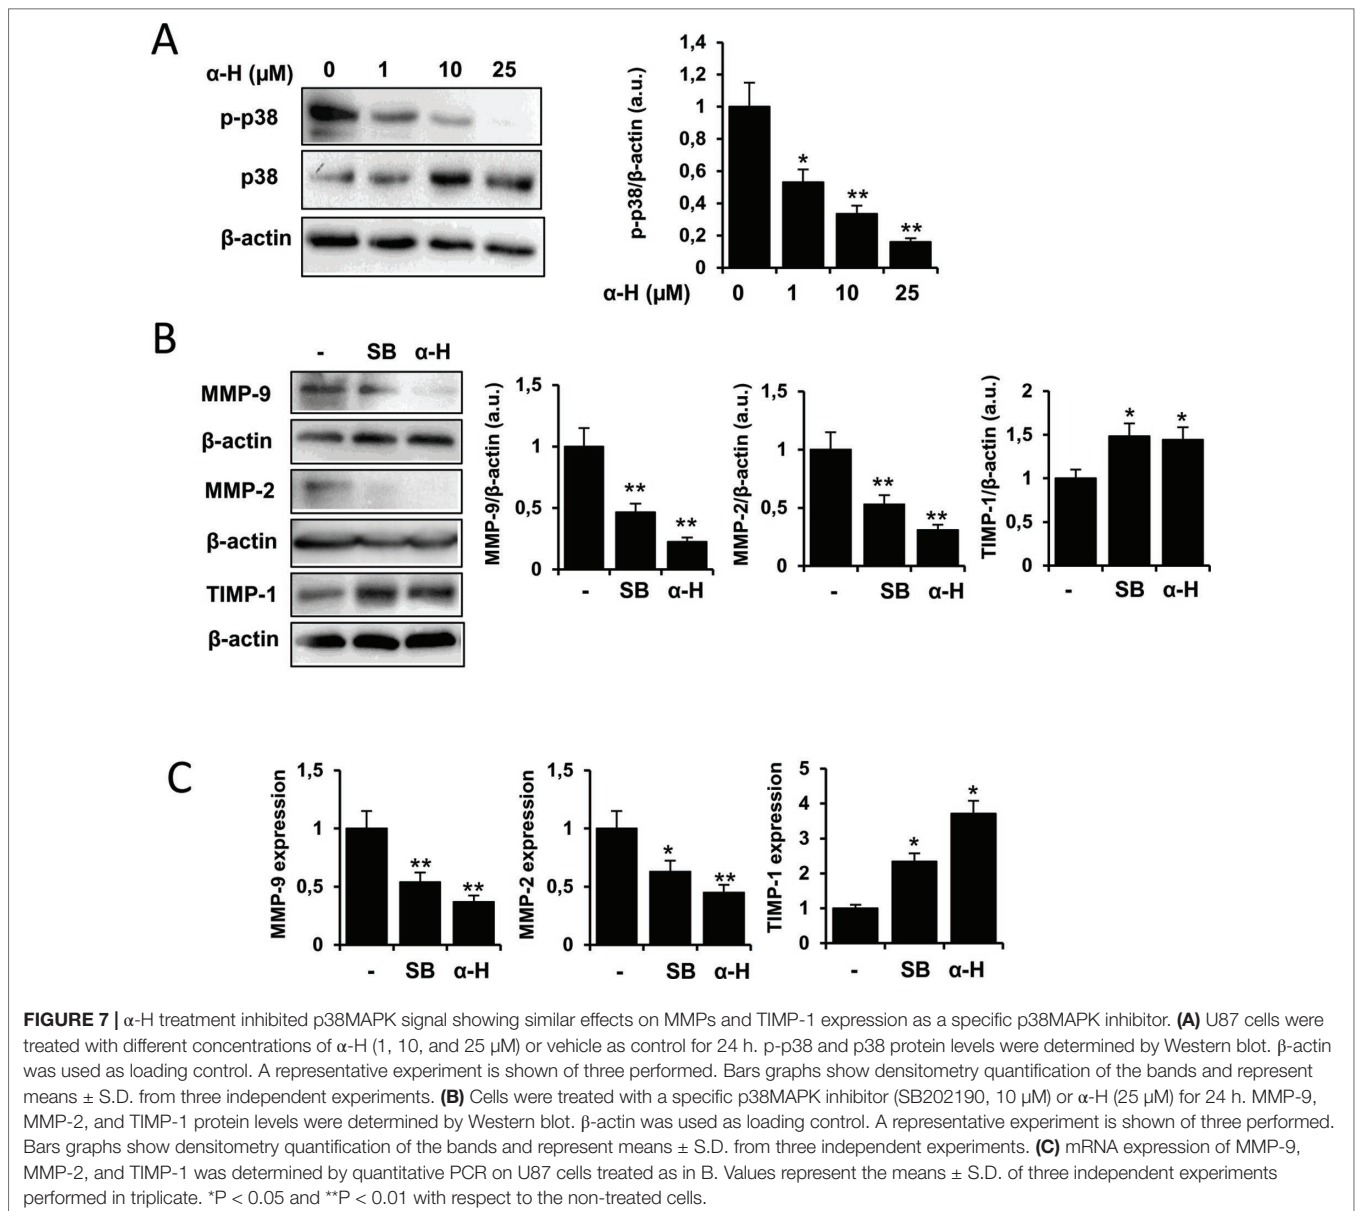 A
α-H (µM) 0 1 10 25
p-p38
p38
β-actin
p-p38/β-actin (a.u.)
1,4
1,2
1
0,8
0,6
0,4
0,2
0
*
**
**
α-H (µM) 0 1 10 25
B
- SB α-H
MMP-9
β-actin
MMP-2
β-actin
TIMP-1
β-actin
MMP-9/β-actin (a.u.)
1,5
1
0,5
0
**
**
- SB α-H
MMP-2/β-actin (a.u.)
1,5
1
0,5
0
**
**
- SB α-H
TIMP-1/β-actin (a.u.)
2
1,5
1
0,5
0
*
*
- SB α-H
C
MMP-9 expression
1,5
1
0,5
0
**
**
- SB α-H
MMP-2 expression
1,5
1
0,5
0
*
**
- SB α-H
TIMP-1 expression
5
4
3
2
1
0
*
*
- SB α-H
FIGURE 7 | α-H treatment inhibited p38MAPK signal showing similar effects on MMPs and TIMP-1 expression as a specific p38MAPK inhibitor. (A) U87 cells were
treated with different concentrations of α-H (1, 10, and 25 µM) or vehicle as control for 24 h. p-p38 and p38 protein levels were determined by Western blot. β-actin
was used as loading control. A representative experiment is shown of three performed. Bars graphs show densitometry quantification of the bands and represent
means ± S.D. from three independent experiments. (B) Cells were treated with a specific p38MAPK inhibitor (SB202190, 10 µM) or α-H (25 µM) for 24 h. MMP-9,
MMP-2, and TIMP-1 protein levels were determined by Western blot. β-actin was used as loading control. A representative experiment is shown of three performed.
Bars graphs show densitometry quantification of the bands and represent means ± S.D. from three independent experiments. (C) mRNA expression of MMP-9,
MMP-2, and TIMP-1 was determined by quantitative PCR on U87 cells treated as in B. Values represent the means ± S.D. of three independent experiments
performed in triplicate. *P < 0.05 and **P < 0.01 with respect to the non-treated cells.